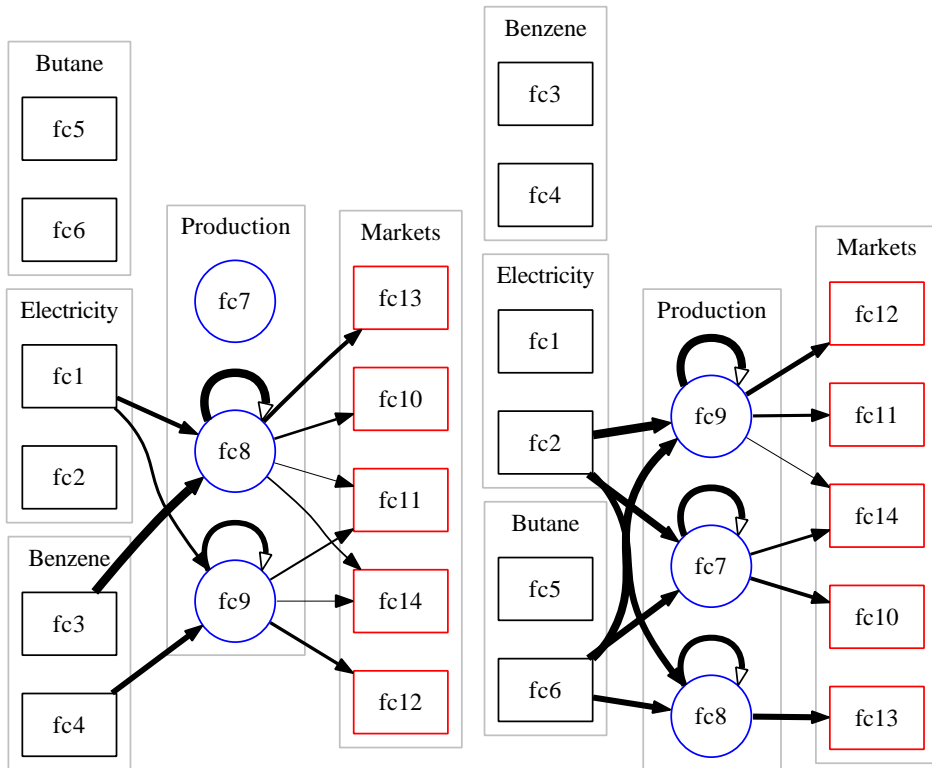 Butane
fc5
fc6
Electricity
fc1
fc2
Benzene
fc3
fc4
Production
fc7
fc8
fc9
Markets
fc13
fc10
fc11
fc14
fc12
Benzene
fc3
fc4
Electricity
fc1
fc2
Butane
fc5
fc6
Production
fc9
fc7
fc8
Markets
fc12
fc11
fc14
fc10
fc13